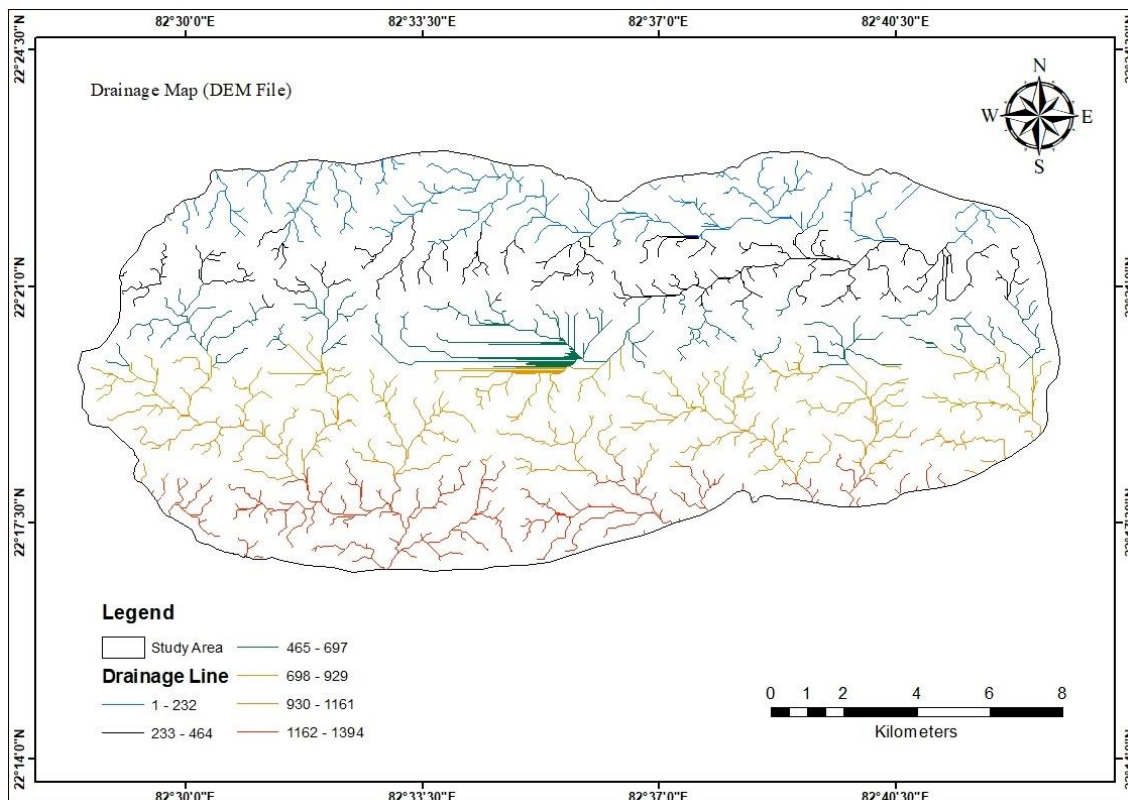 82°30'0"E 82°33'30"E 82°37'0"E 82°40'30"E
22°24'30"N
Drainage Map (DEM File)
N
W E
S
22°21'0"N
22°17'30"N
Legend
Study Area
Drainage Line
1 - 232
233 - 464
465 - 697
698 - 929
930 - 1161
1162 - 1394
0 1 2 4 6 8
Kilometers
22°14'0"N
82°30'0"E 82°33'30"E 82°37'0"E 82°40'30"E